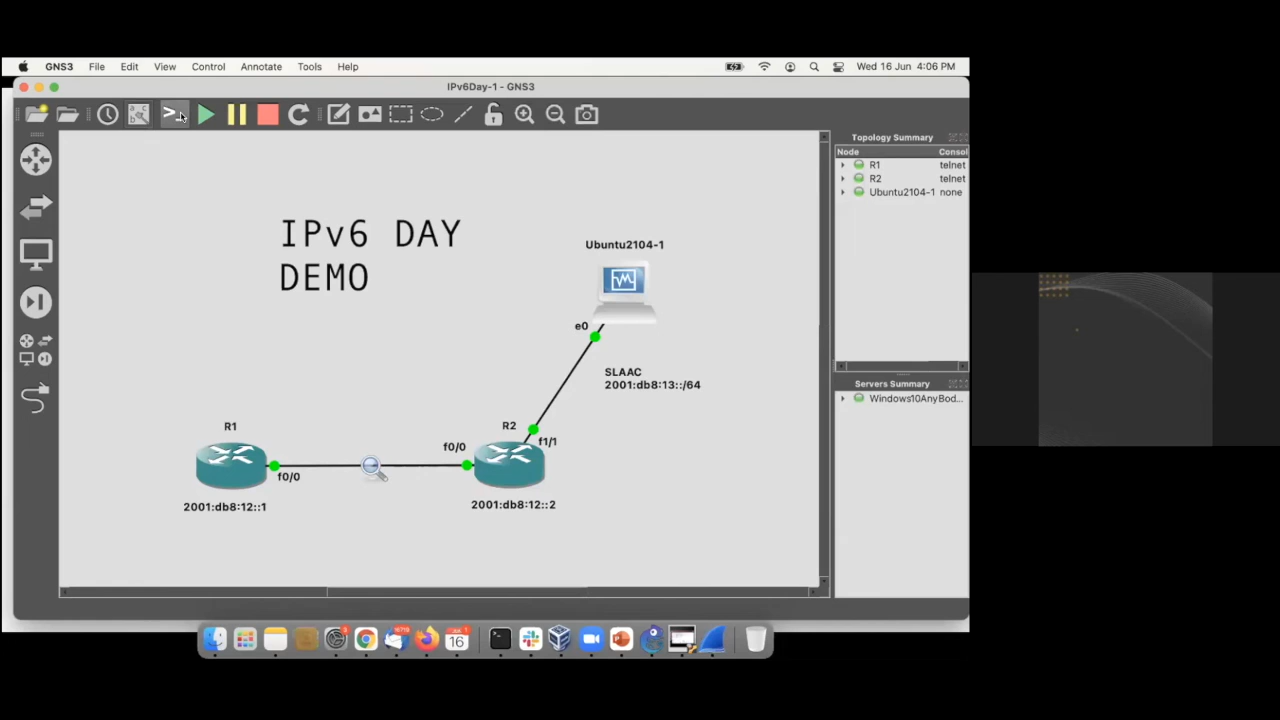 GNS3 File Edit View Control Annotate Tools Help Wed 16 Jun 4:06 PM
IPv6Day-1 - GNS3
Topology Summary
Node Consol
R1 telnet
R2 telnet
Ubuntu2104-1 none
IPv6 DAY
DEMO
Ubuntu2104-1
e0
SLAAC
2001:db8:13::/64
Servers Summary
Windows10AnyBod...
R1
R2
f0/0
f1/1
f0/0
2001:db8:12::1
2001:db8:12::2
JUN
16